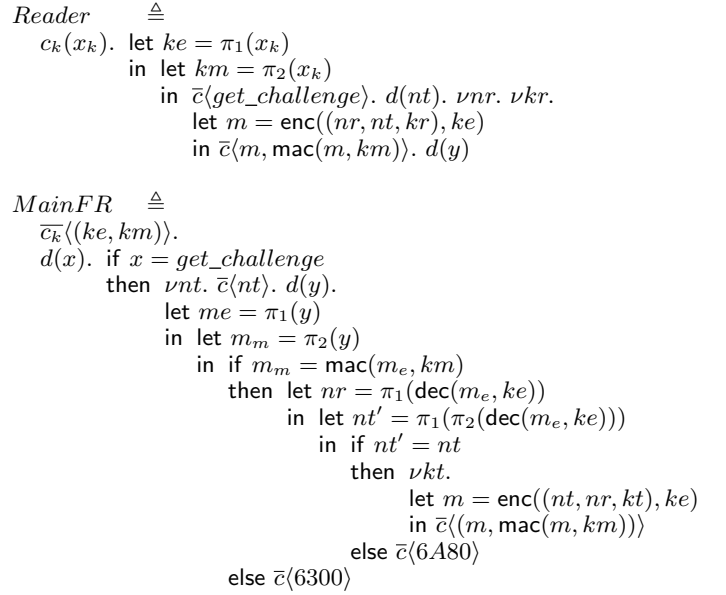 Reader ≜
c_k(x_k). let ke = π_1(x_k)
in let km = π_2(x_k)
in c̅⟨get_challenge⟩. d(nt). νnr. νkr.
let m = enc((nr, nt, kr), ke)
in c̅⟨m, mac(m, km)⟩. d(y)
MainFR ≜
c̅_k⟨(ke, km)⟩.
d(x). if x = get_challenge
then νnt. c̅⟨nt⟩. d(y).
let me = π_1(y)
in let m_m = π_2(y)
in if m_m = mac(m_e, km)
then let nr = π_1(dec(m_e, ke))
in let nt′ = π_1(π_2(dec(m_e, ke)))
in if nt′ = nt
then νkt.
let m = enc((nt, nr, kt), ke)
in c̅⟨(m, mac(m, km))⟩
else c̅⟨6A80⟩
else c̅⟨6300⟩